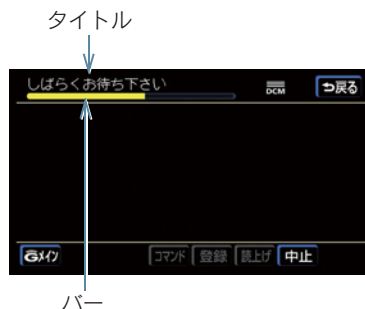 タイトル
しばらくお待ち下さい
DCM
戻る
Gメイン
コマンド 登録 読上げ 中止
バー